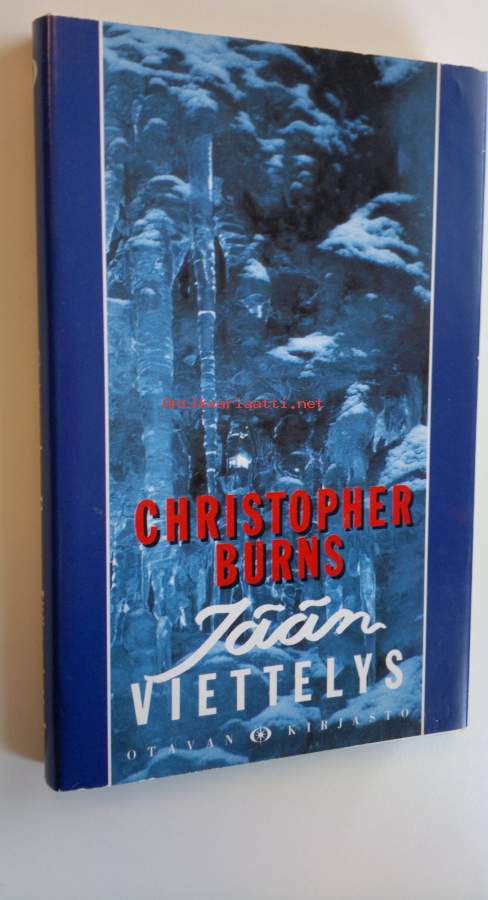 Antikvariaatti.net
CHRISTOPHER
BURNS
Jään
VIETTELYS
OTAVAN KIRJASTO